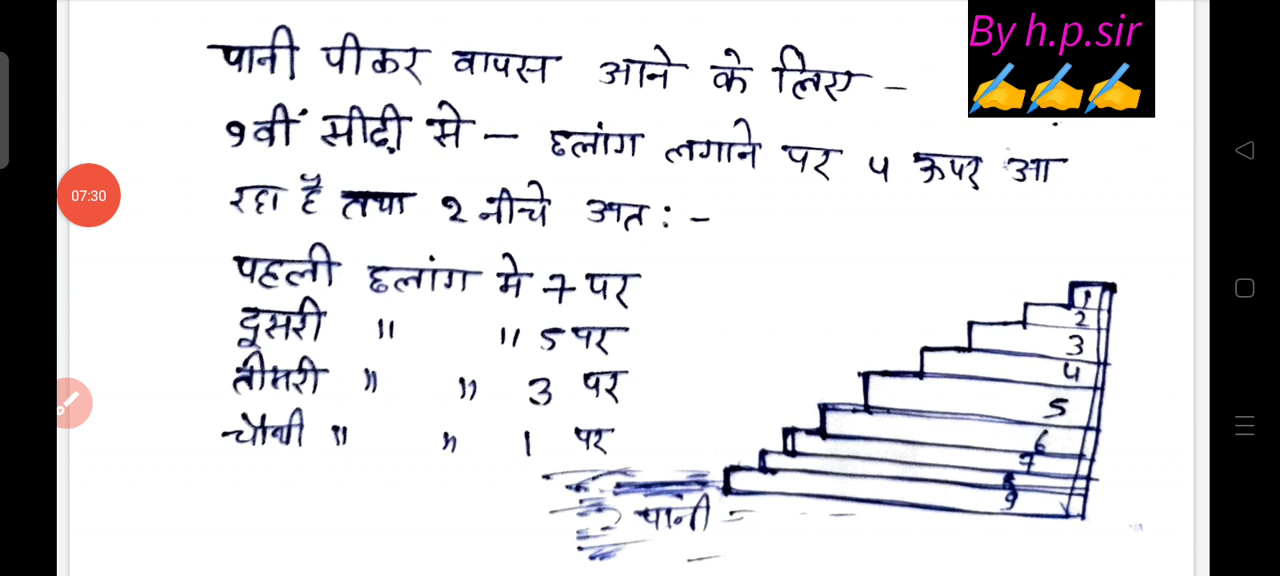 By h.p.sir
पानी पीकर वापस आने के लिए -
9वीं सीढ़ी से - छलांग लगाने पर 4 ऊपर आ
रहा है तथा 2 नीचे अत: -
07:30
पहली छलांग मे 7 पर
दूसरी " " 5 पर
तीसरी " " 3 पर
चौथी " " 1 पर
1
2
3
4
5
6
7
8
9
पानी